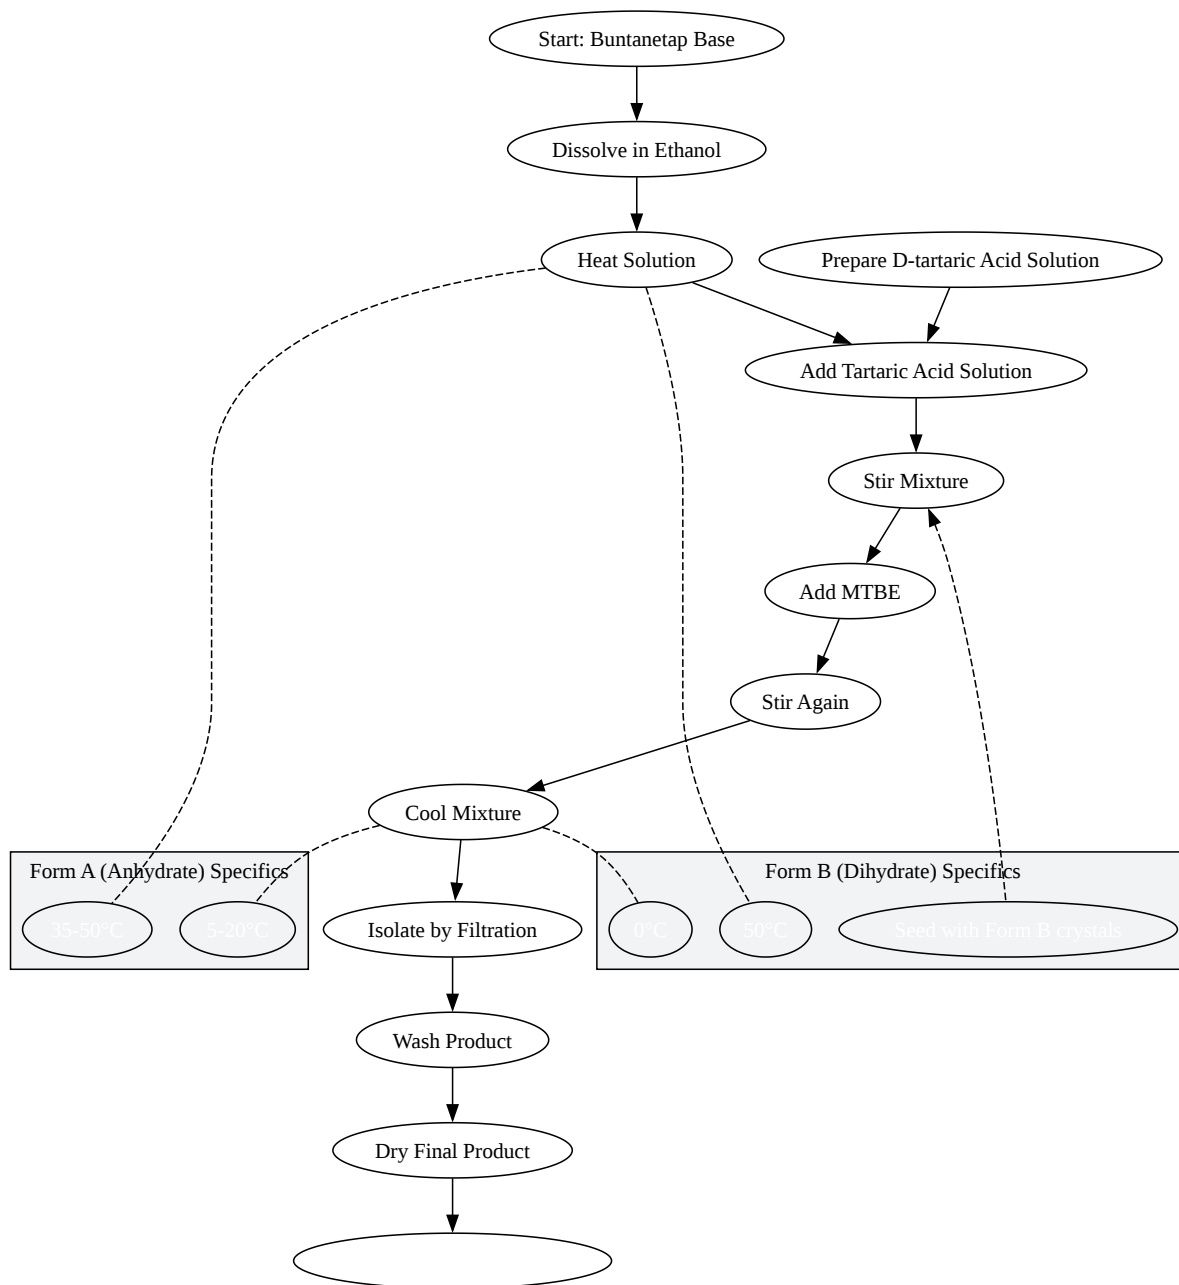 Start: Buntanetap Base
Dissolve in Ethanol
Heat Solution
Prepare D-tartaric Acid Solution
Add Tartaric Acid Solution
Stir Mixture
Add MTBE
Stir Again
Cool Mixture
Form A (Anhydrate) Specifics
Form B (Dihydrate) Specifics
35-50°C
5-20°C
Isolate by Filtration
0°C
50°C
Seed with Form B crystals
Wash Product
Dry Final Product